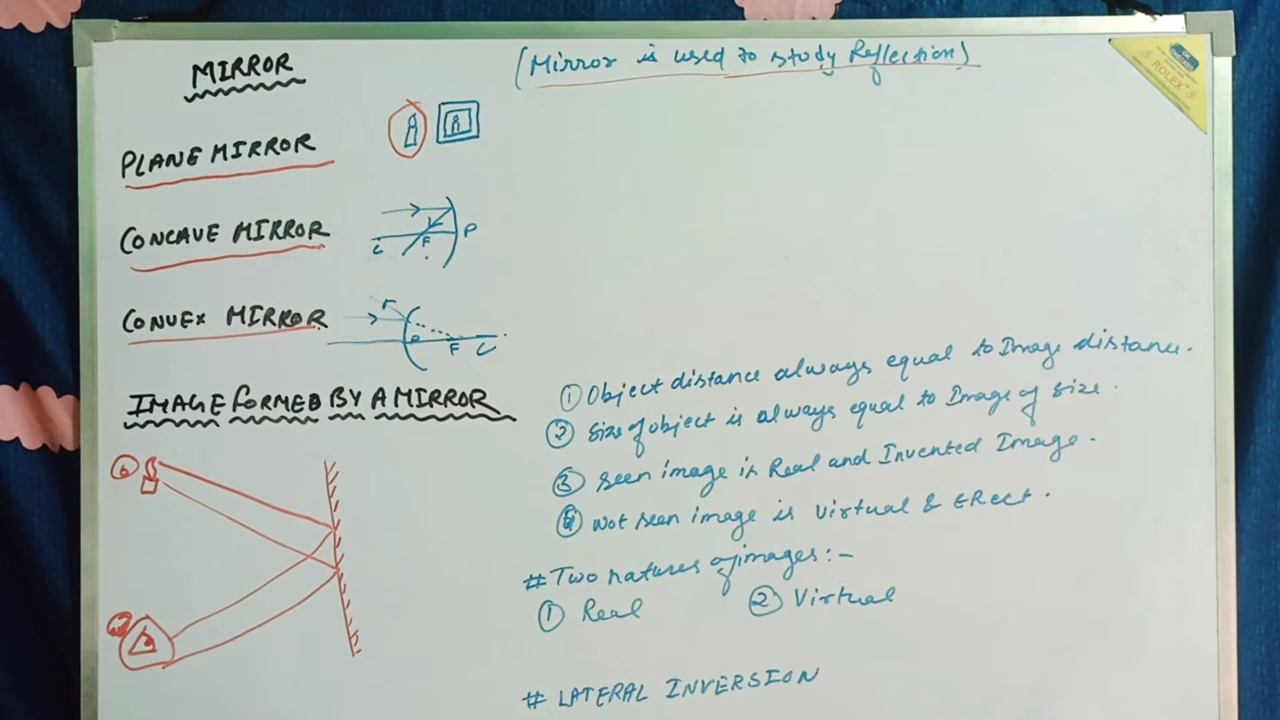 MIRROR
(Mirror is used to study Reflection)
PLANE MIRROR
CONCAVE MIRROR
C F P
CONVEX MIRROR
P F C
IMAGE FORMED BY A MIRROR
① Object distance always equal to Image distance.
② Size of object is always equal to Image of size.
③ seen image is Real and Invented Image.
④ Not seen image is virtual & ERect.
# Two natures of images:-
① Real ② Virtual
# LATERAL INVERSION
ROLEX